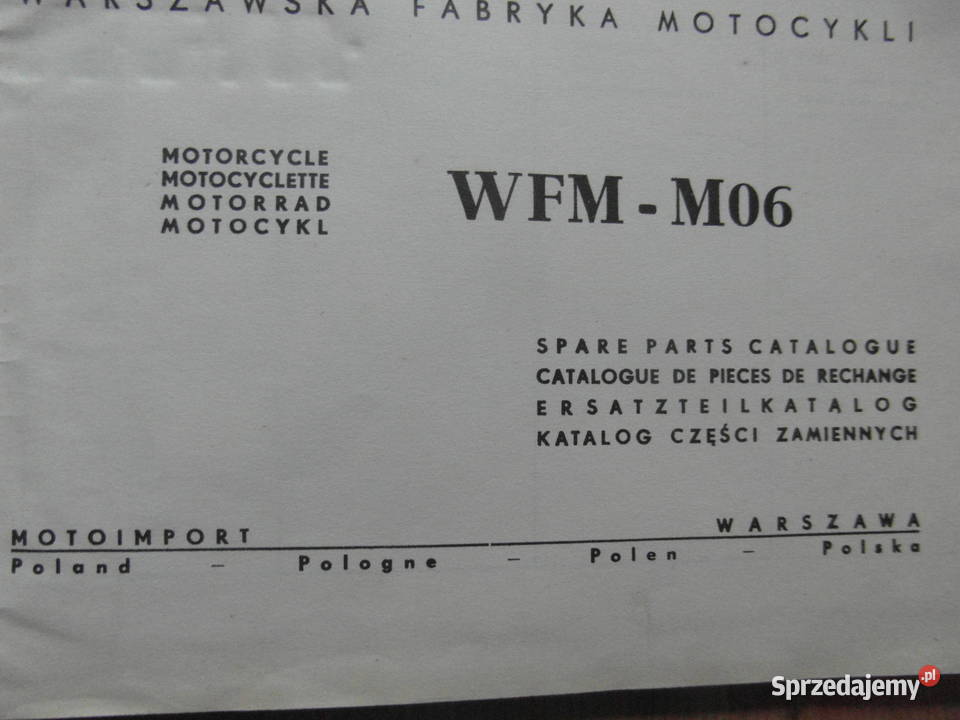 WARSZAWSKA FABRYKA MOTOCYKLI
MOTORCYCLE
MOTOCYCLETTE
MOTORRAD
MOTOCYKL
WFM - M06
SPARE PARTS CATALOGUE
CATALOGUE DE PIECES DE RECHANGE
ERSATZTEILKATALOG
KATALOG CZĘŚCI ZAMIENNYCH
MOTOIMPORT WARSZAWA
Poland – Pologne – Polen – Polska
Sprzedajemy.pl